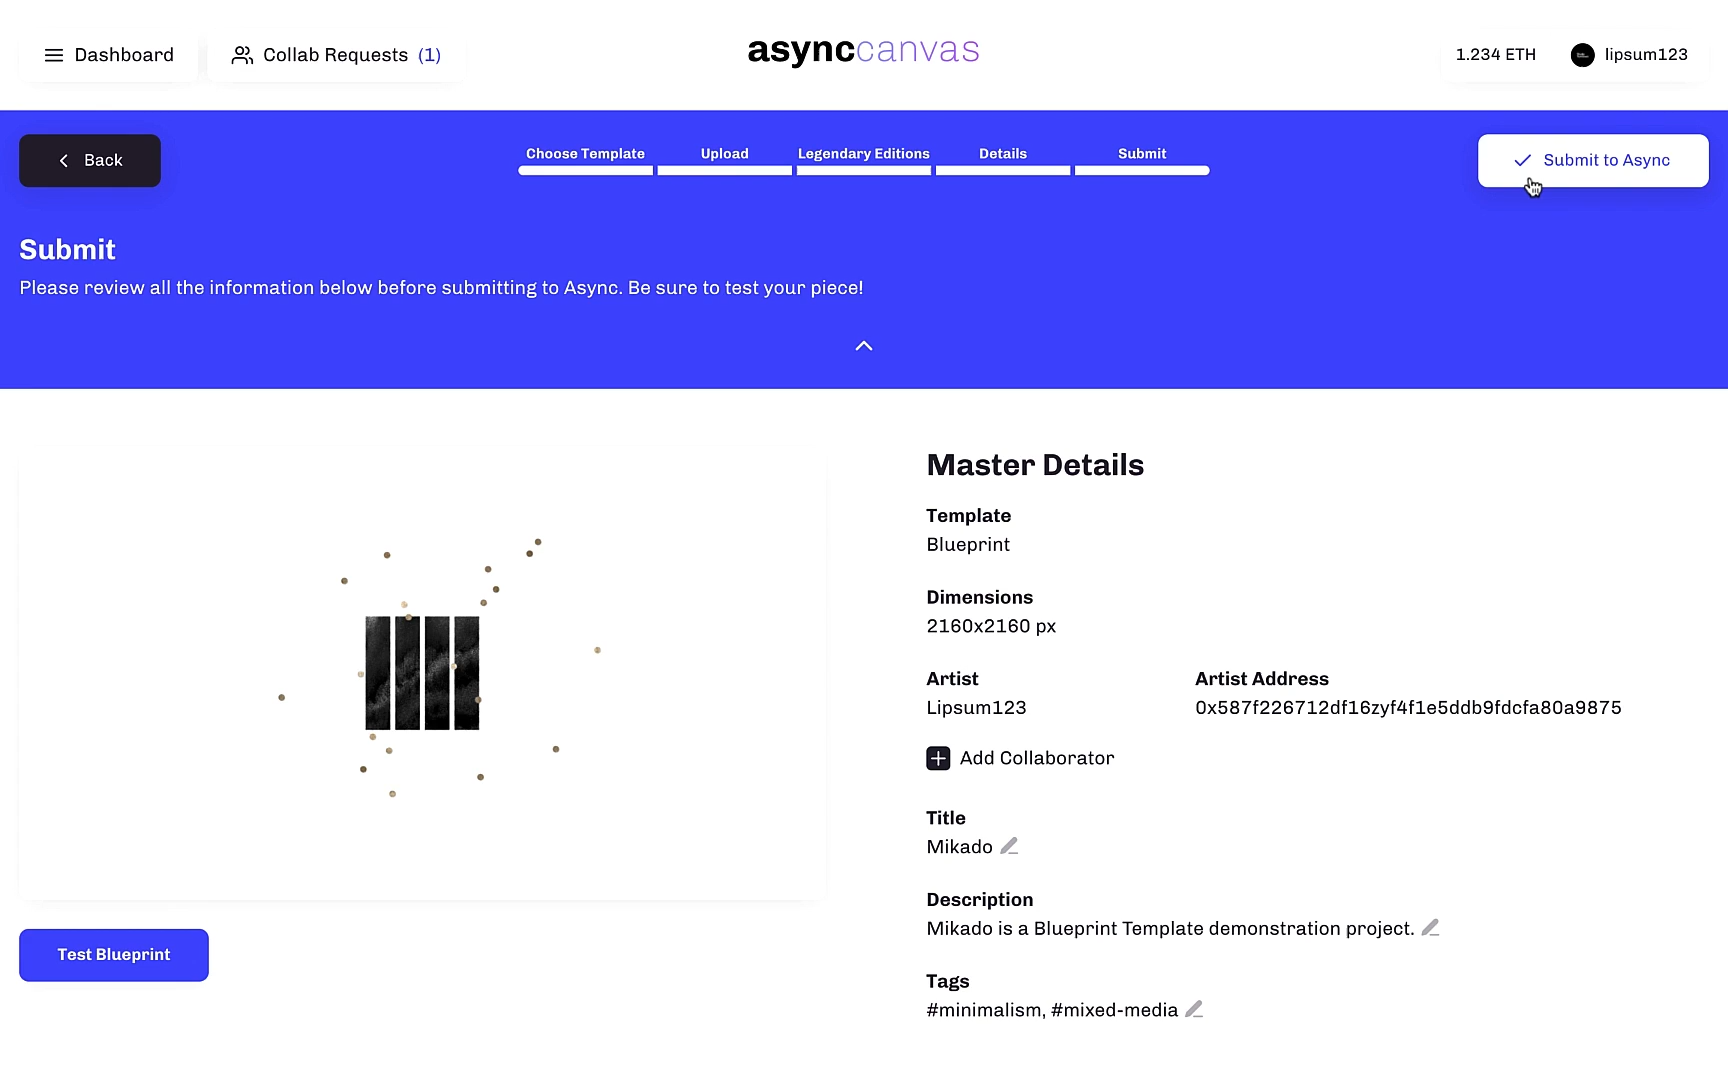 Dashboard
Collab Requests (1)
asynccanvas
1.234 ETH
lipsum123
Back
Choose Template
Upload
Legendary Editions
Details
Submit
Submit to Async
Submit
Please review all the information below before submitting to Async. Be sure to test your piece!
Master Details
Template
Blueprint
Dimensions
2160x2160 px
Artist
Lipsum123
Artist Address
0x587f226712df16zyf4f1e5ddb9fdcfa80a9875
Add Collaborator
Title
Mikado
Description
Mikado is a Blueprint Template demonstration project.
Tags
#minimalism, #mixed-media
Test Blueprint